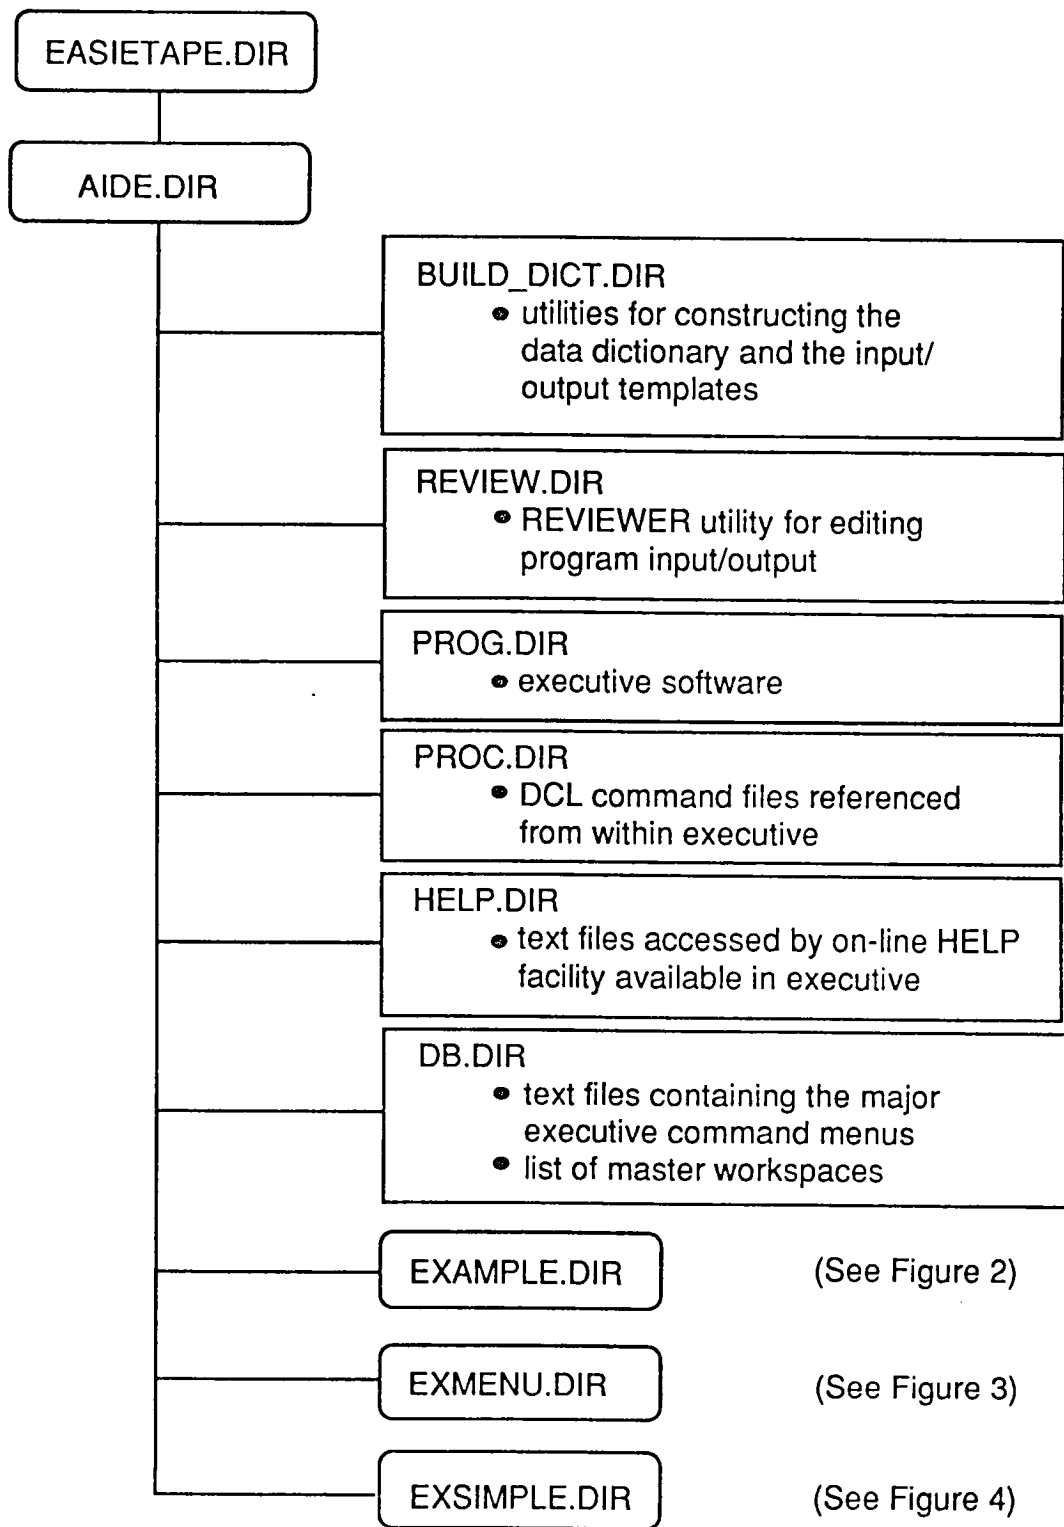 EASIETAPE.DIR
AIDE.DIR
BUILD_DICT.DIR
• utilities for constructing the
data dictionary and the input/
output templates
REVIEW.DIR
• REVIEWER utility for editing
program input/output
PROG.DIR
• executive software
PROC.DIR
• DCL command files referenced
from within executive
HELP.DIR
• text files accessed by on-line HELP
facility available in executive
DB.DIR
• text files containing the major
executive command menus
• list of master workspaces
EXAMPLE.DIR (See Figure 2)
EXMENU.DIR (See Figure 3)
EXSIMPLE.DIR (See Figure 4)